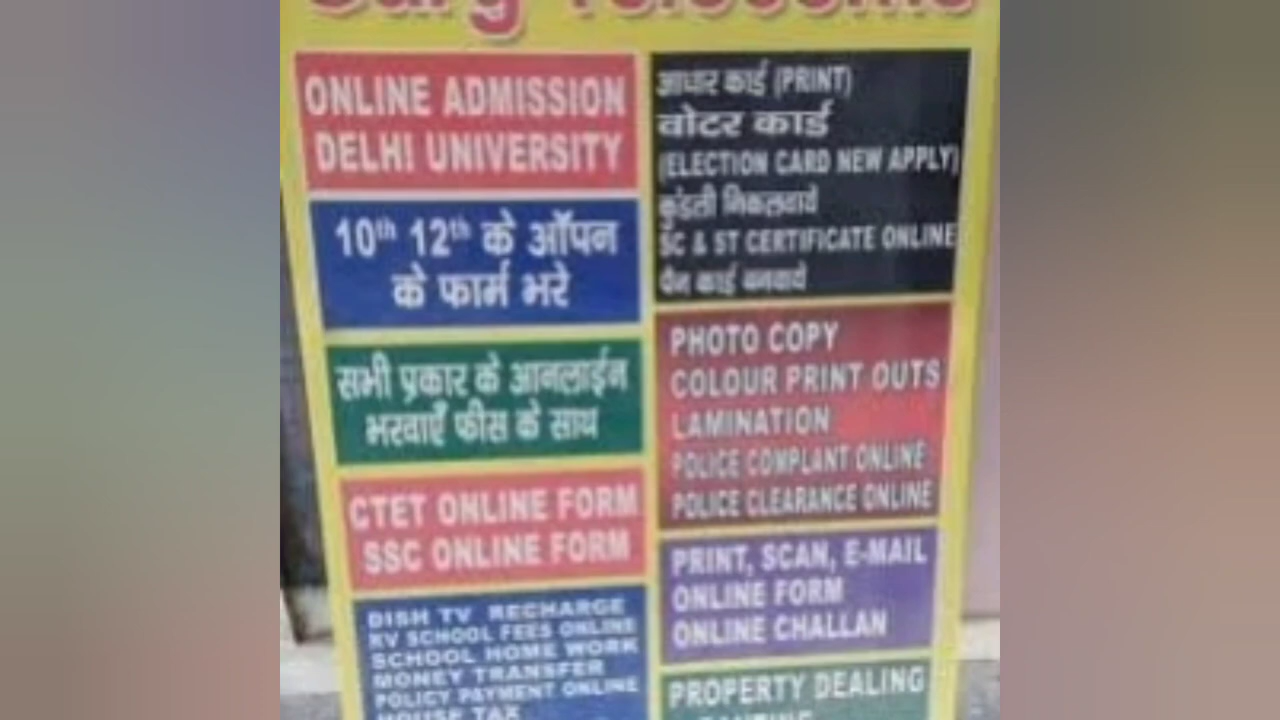 ONLINE ADMISSION
DELHI UNIVERSITY
10th 12th के ऑपन
के फार्म भरे
सभी प्रकार के आनलाईन
भरवाएँ फीस के साथ
CTET ONLINE FORM
SSC ONLINE FORM
DISH TV RECHARGE
KV SCHOOL FEES ONLINE
SCHOOL HOME WORK
MONEY TRANSFER
POLICY PAYMENT ONLINE
HOUSE TAX
आधार कार्ड (PRINT)
वोटर कार्ड
(ELECTION CARD NEW APPLY)
कुंडली निकलवाये
SC & ST CERTIFICATE ONLINE
पैन कार्ड बनवाये
PHOTO COPY
COLOUR PRINT OUTS
LAMINATION
POLICE COMPLANT ONLINE
POLICE CLEARANCE ONLINE
PRINT, SCAN, E-MAIL
ONLINE FORM
ONLINE CHALLAN
PROPERTY DEALING